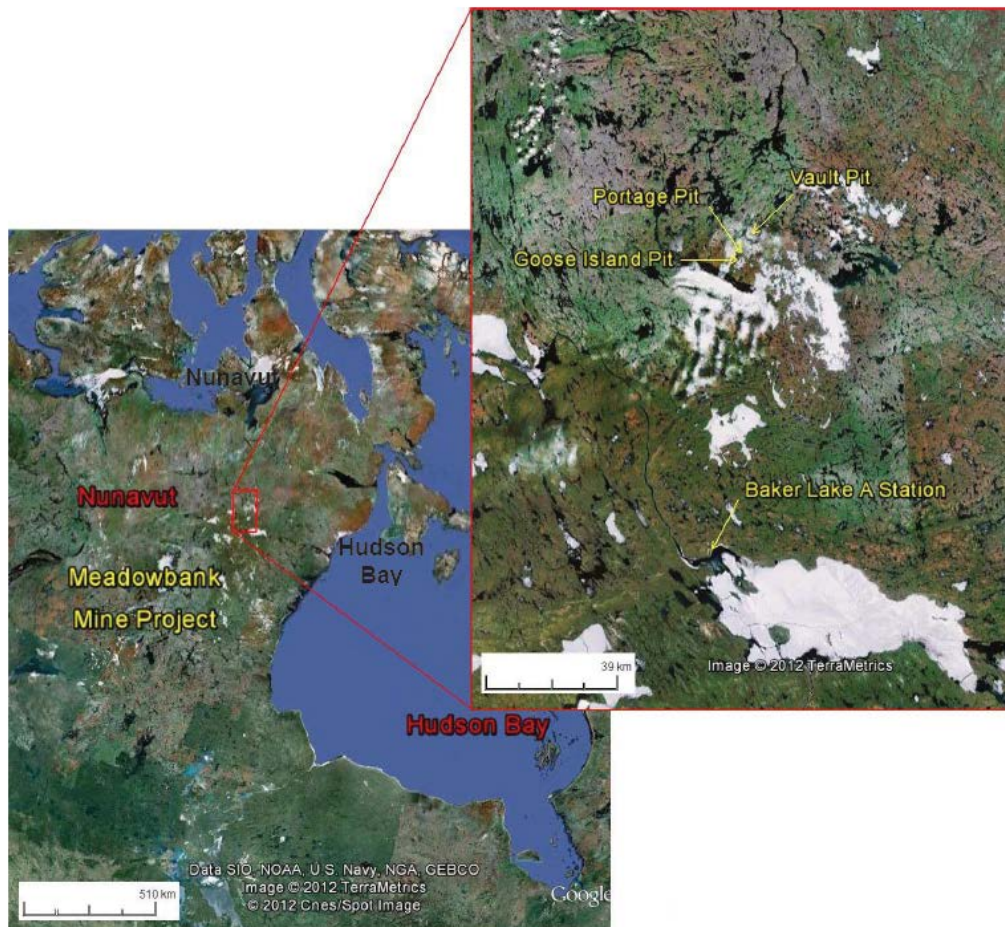 Vault Pit
Portage Pit
Goose Island Pit
Baker Lake A Station
39 km
Image © 2012 TerraMetrics
Nunavut
Nunavut
Hudson
Bay
Meadowbank
Mine Project
Hudson Bay
Data SIO, NOAA, U.S. Navy, NGA, GEBCO
Image © 2012 TerraMetrics
© 2012 Cnes/Spot Image
510 km
Google